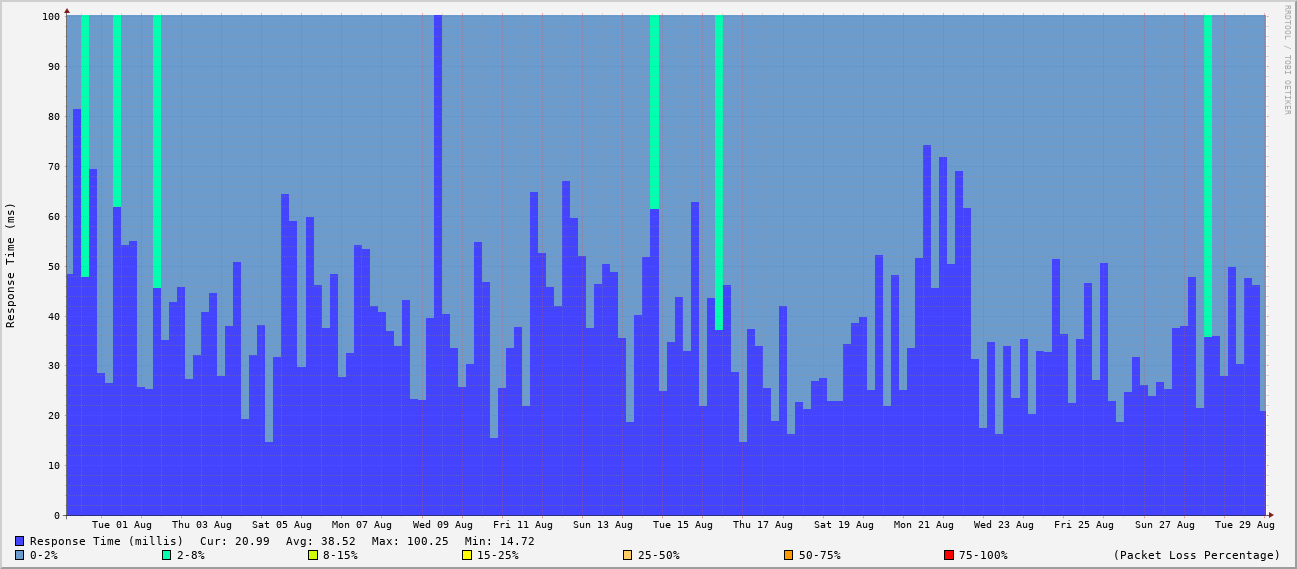 RRDTOOL / TOBI OETIKER
Response Time (ms)
100
90
80
70
60
50
40
30
20
10
0
Tue 01 Aug Thu 03 Aug Sat 05 Aug Mon 07 Aug Wed 09 Aug Fri 11 Aug Sun 13 Aug Tue 15 Aug Thu 17 Aug Sat 19 Aug Mon 21 Aug Wed 23 Aug Fri 25 Aug Sun 27 Aug Tue 29 Aug
Response Time (millis) Cur: 20.99 Avg: 38.52 Max: 100.25 Min: 14.72
0-2% 2-8% 8-15% 15-25% 25-50% 50-75% 75-100% (Packet Loss Percentage)